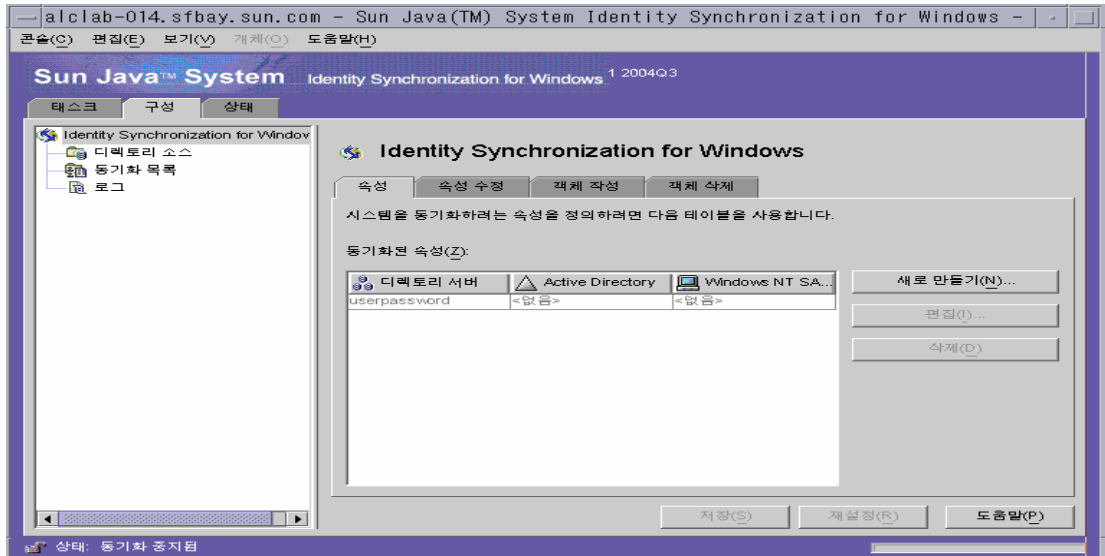 alclab-014.sfbay.sun.com - Sun Java(TM) System Identity Synchronization for Windows -
콘솔(C) 편집(E) 보기(V) 개체(O) 도움말(H)
Sun Java™ System Identity Synchronization for Windows 1 2004Q3
태스크 구성 상태
Identity Synchronization for Window
디렉토리 소스
동기화 목록
로그
Identity Synchronization for Windows
속성 속성 수정 객체 작성 객체 삭제
시스템을 동기화하려는 속성을 정의하려면 다음 테이블을 사용합니다.
동기화된 속성(Z):
디렉토리 서버 Active Directory Windows NT SA...
userpassword <없음> <없음>
새로 만들기(N)...
편집(I)...
삭제(D)
저장(S) 재설정(R) 도움말(P)
상태: 동기화 중지됨